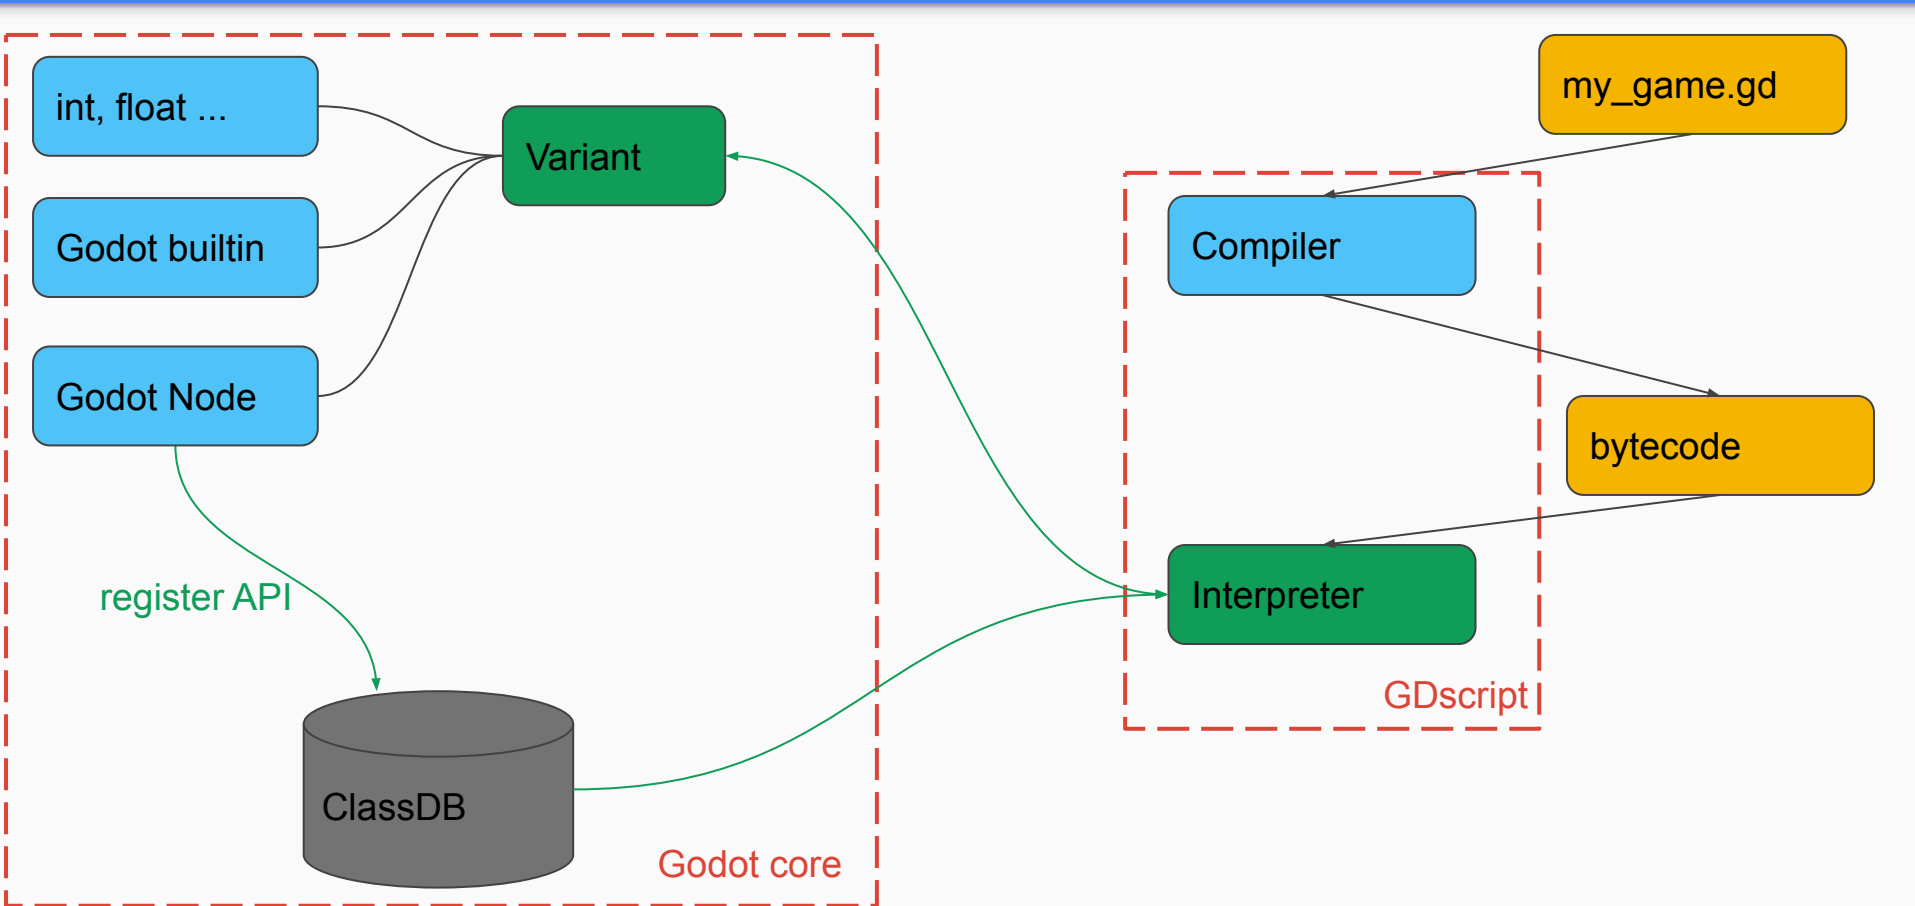 int, float ...
Godot builtin
Godot Node
Variant
register API
ClassDB
Godot core
my_game.gd
Compiler
bytecode
Interpreter
GDscript